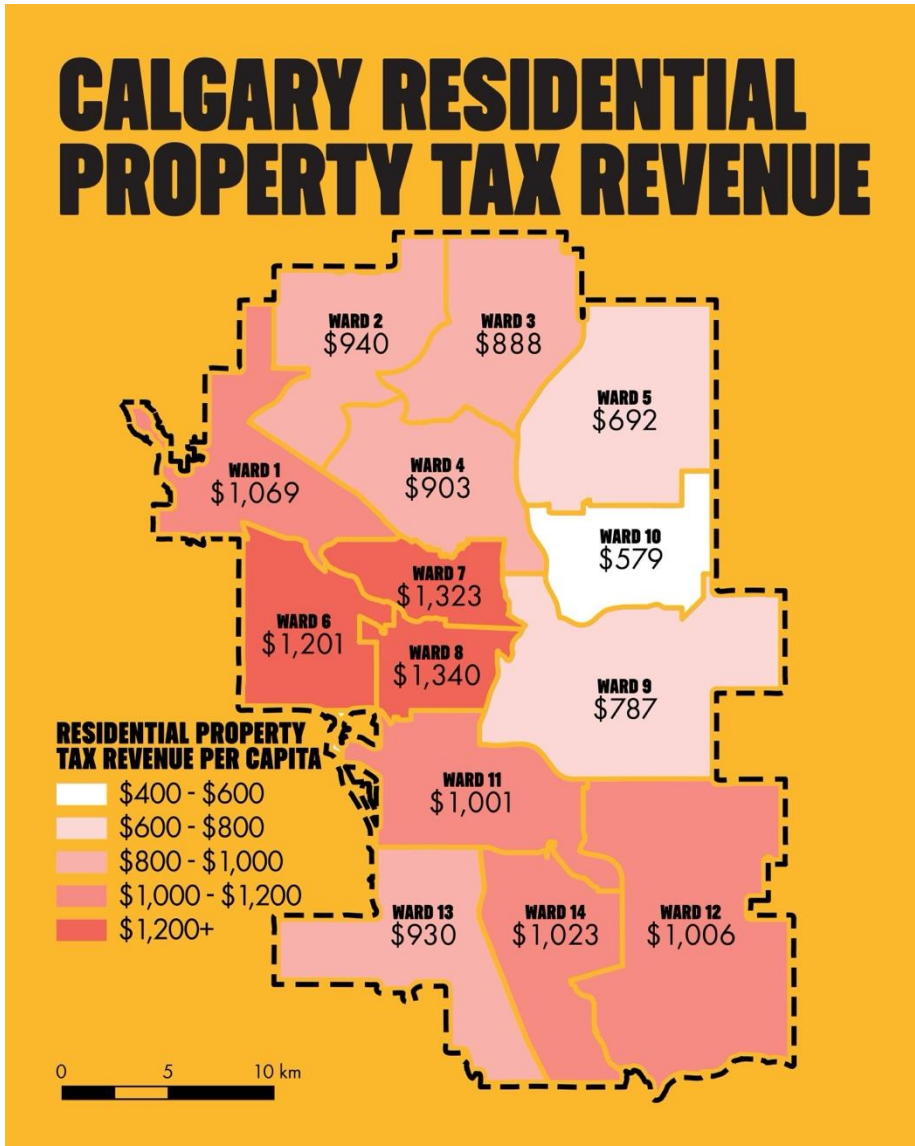 CALGARY RESIDENTIAL
PROPERTY TAX REVENUE
WARD 2
$940
WARD 3
$888
WARD 5
$692
WARD 1
$1,069
WARD 4
$903
WARD 10
$579
WARD 7
$1,323
WARD 6
$1,201
WARD 8
$1,340
WARD 9
$787
RESIDENTIAL PROPERTY
TAX REVENUE PER CAPITA
$400 - $600
$600 - $800
$800 - $1,000
$1,000 - $1,200
$1,200+
WARD 11
$1,001
WARD 13
$930
WARD 14
$1,023
WARD 12
$1,006
0 5 10 km